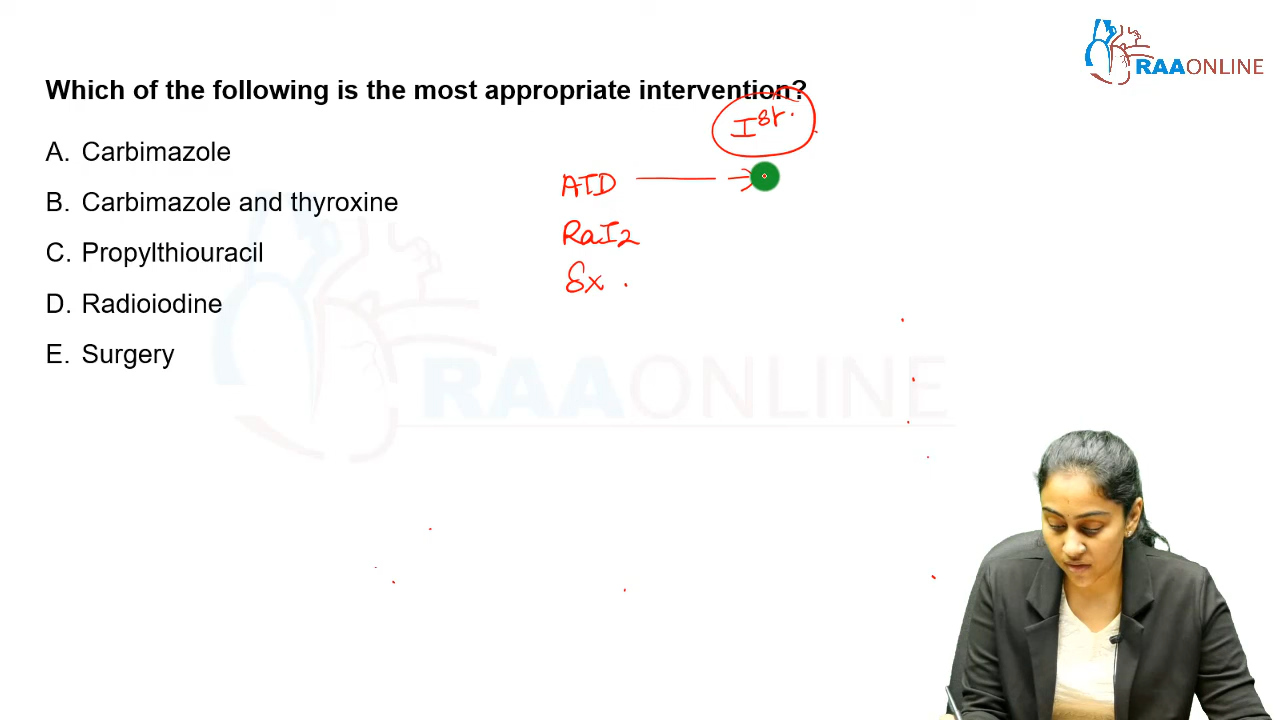 RAAONLINE
Which of the following is the most appropriate intervention?
A. Carbimazole
B. Carbimazole and thyroxine
C. Propylthiouracil
D. Radioiodine
E. Surgery
ATD
RaI2
Sx
RAAONLINE